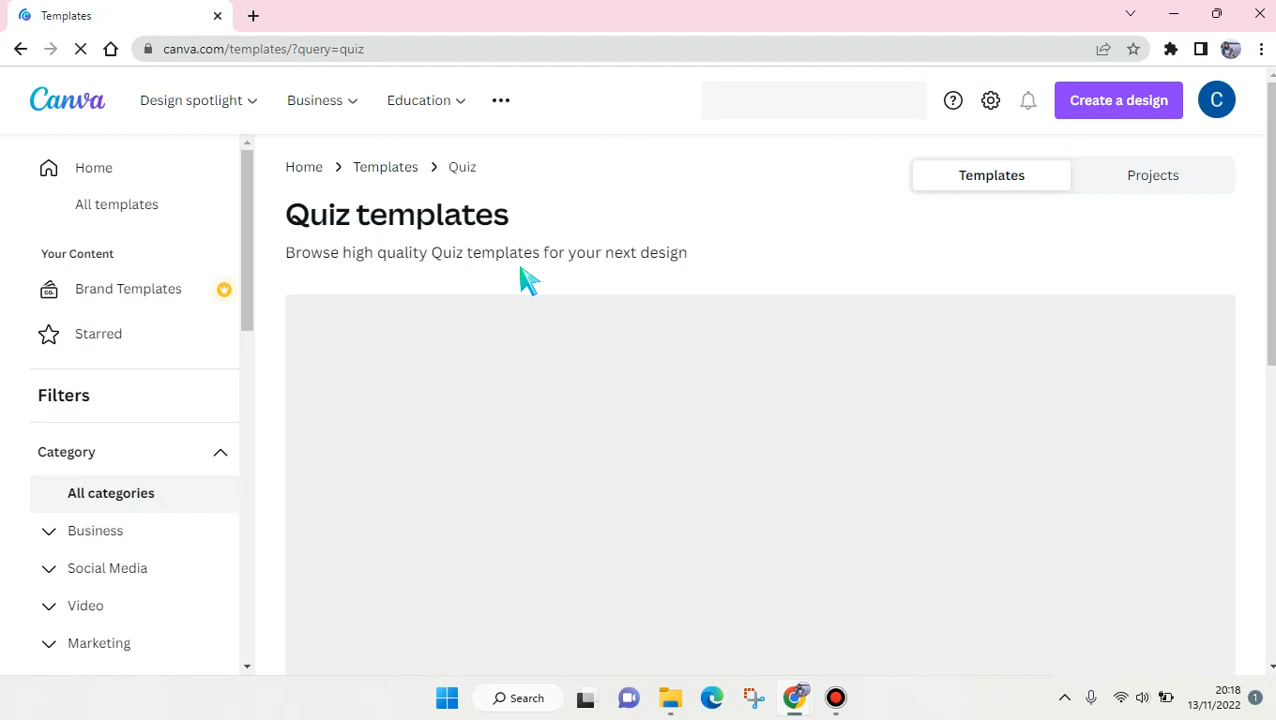 Templates
canva.com/templates/?query=quiz
Canva
Design spotlight
Business
Education
Create a design
C
Home
All templates
Your Content
Brand Templates
Starred
Filters
Category
All categories
Business
Social Media
Video
Marketing
Home
Templates
Quiz
Templates
Projects
Quiz templates
Browse high quality Quiz templates for your next design
Search
20:18
13/11/2022
1